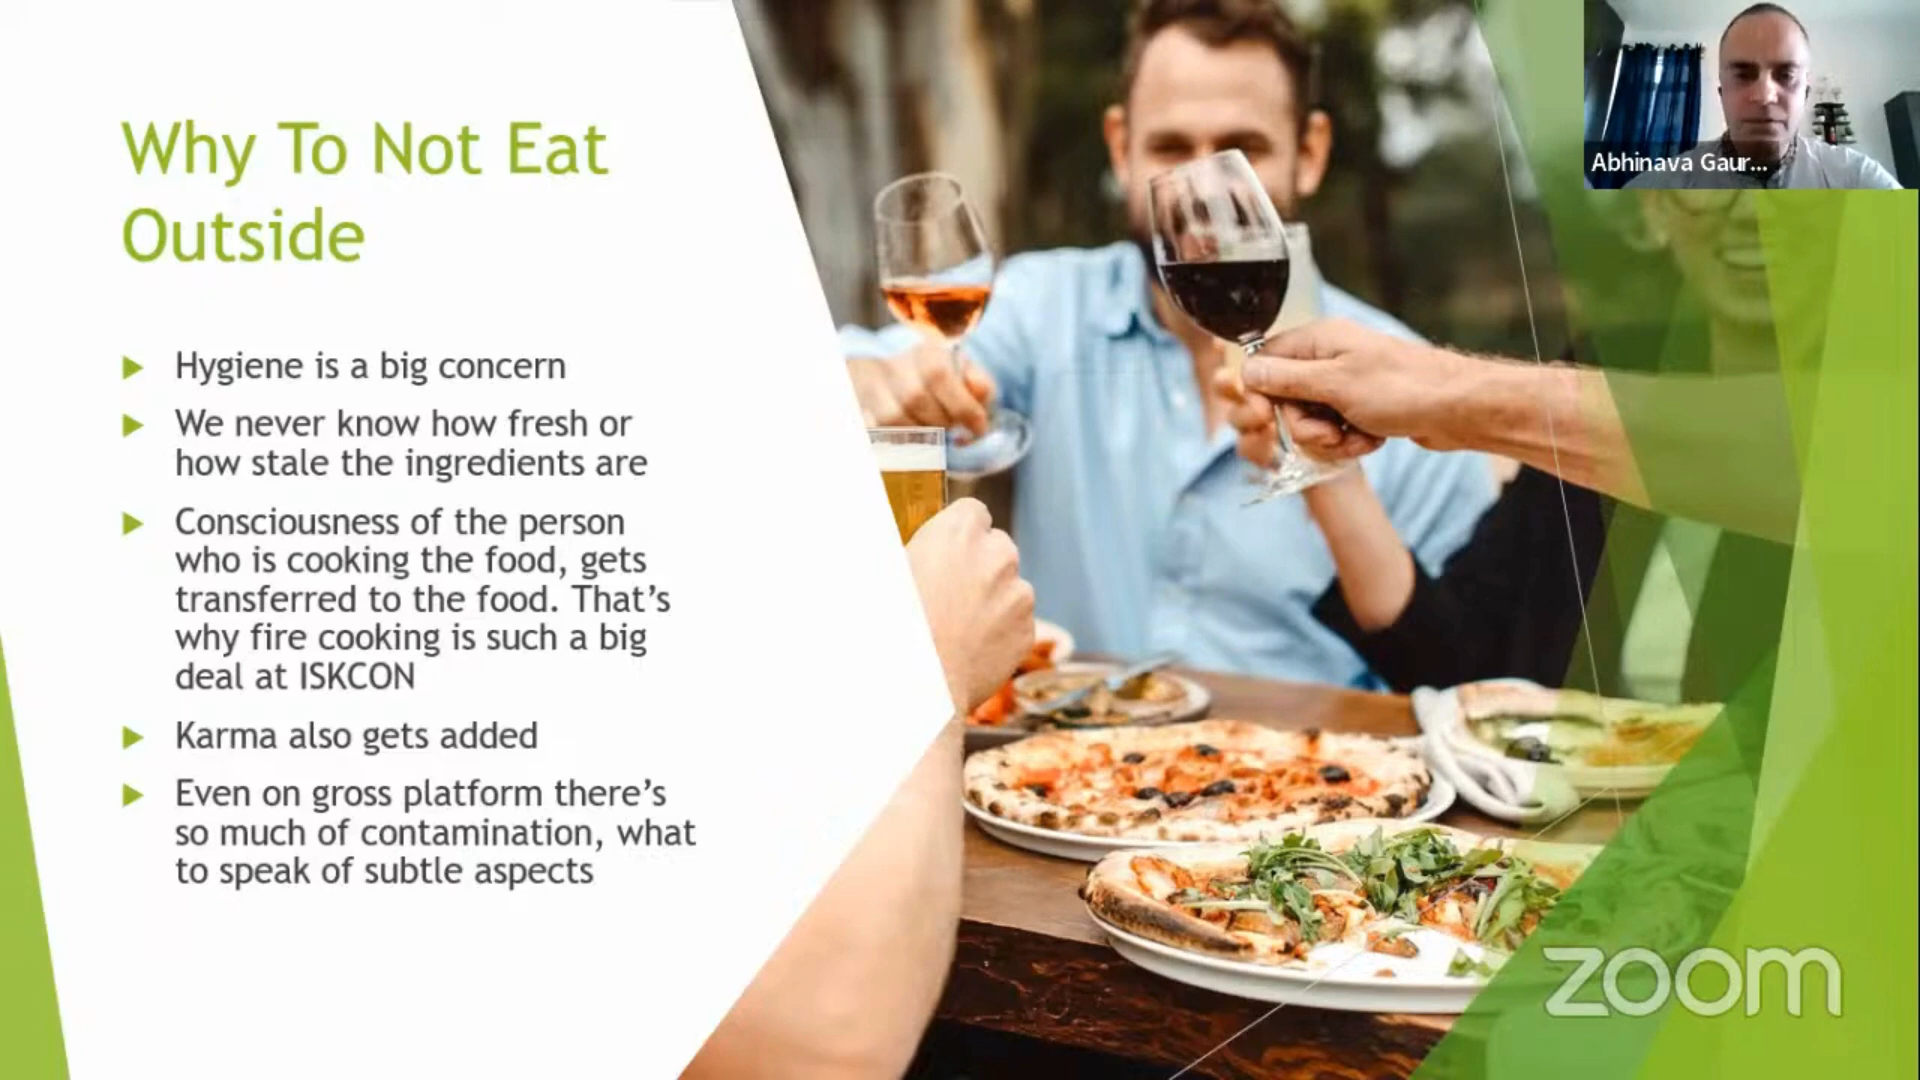 Why To Not Eat
Outside
Hygiene is a big concern
We never know how fresh or
how stale the ingredients are
Consciousness of the person
who is cooking the food, gets
transferred to the food. That's
why fire cooking is such a big
deal at ISKCON
Karma also gets added
Even on gross platform there's
so much of contamination, what
to speak of subtle aspects
Abhinava Gaur...
zoom